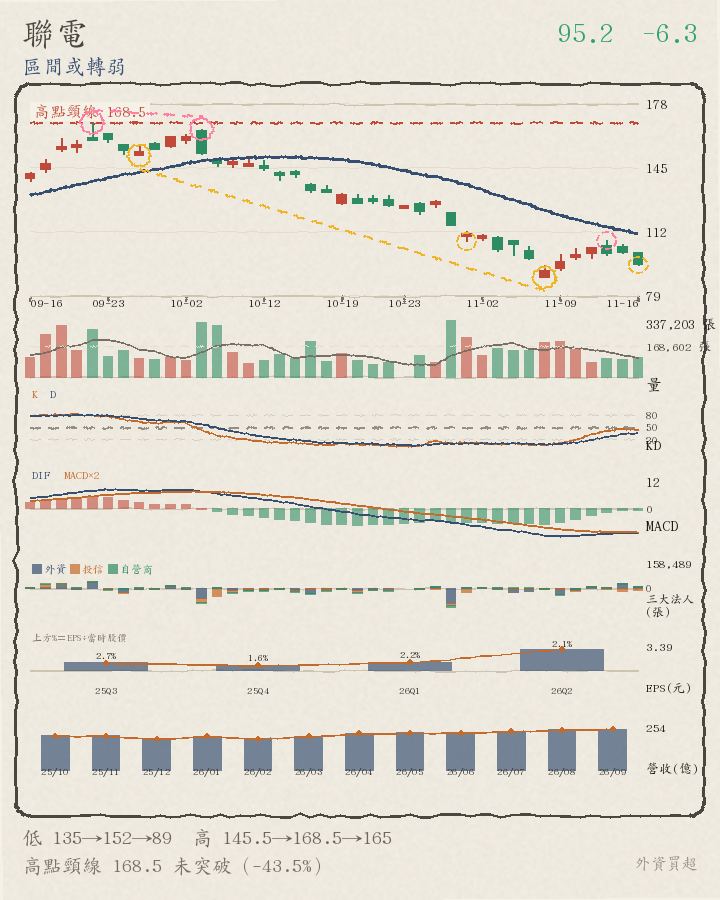 聯電
95.2 -6.3
區間或轉弱
高點頸線 168.5
178
145
112
79
09-16 09-23 10-02 10-12 10-19 10-23 11-02 11-09 11-16
337,203 張
168,602 張
量
K D
80
50
20
KD
DIF MACD×2
12
0
MACD
外資 投信 自營商
158,489
0
三大法人
(張)
上方%=EPS÷當時股價
2.7% 1.6% 2.2% 2.1%
3.39
25Q3 25Q4 26Q1 26Q2
EPS(元)
254
25/10 25/11 25/12 26/01 26/02 26/03 26/04 26/05 26/06 26/07 26/08 26/09
營收(億)
低 135→152→89 高 145.5→168.5→165
高點頸線 168.5 未突破 (-43.5%)
外資買超